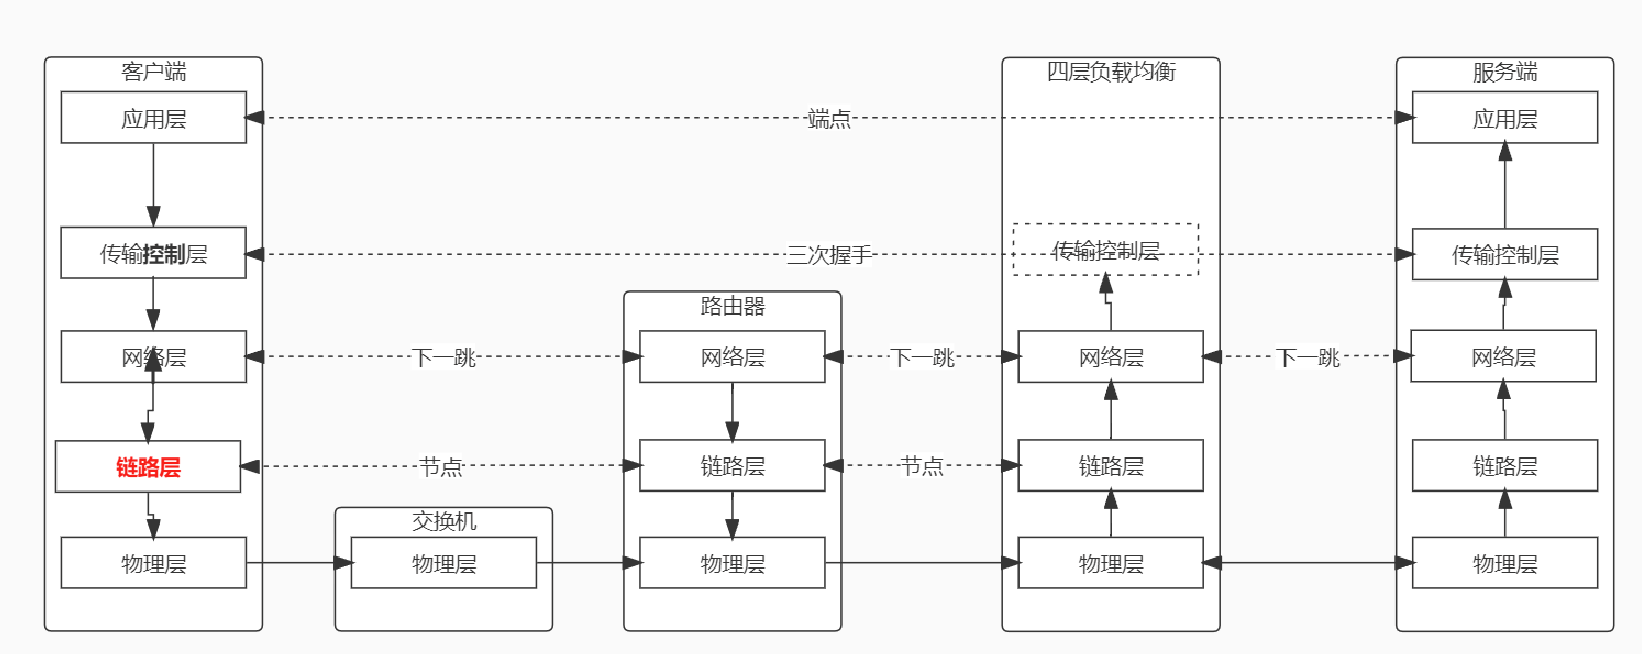 客户端
四层负载均衡
服务端
应用层
端点
应用层
传输控制层
三次握手
传输控制层
传输控制层
路由器
网络层
下一跳
网络层
下一跳
网络层
下一跳
网络层
链路层
节点
链路层
节点
链路层
链路层
交换机
物理层
物理层
物理层
物理层
物理层